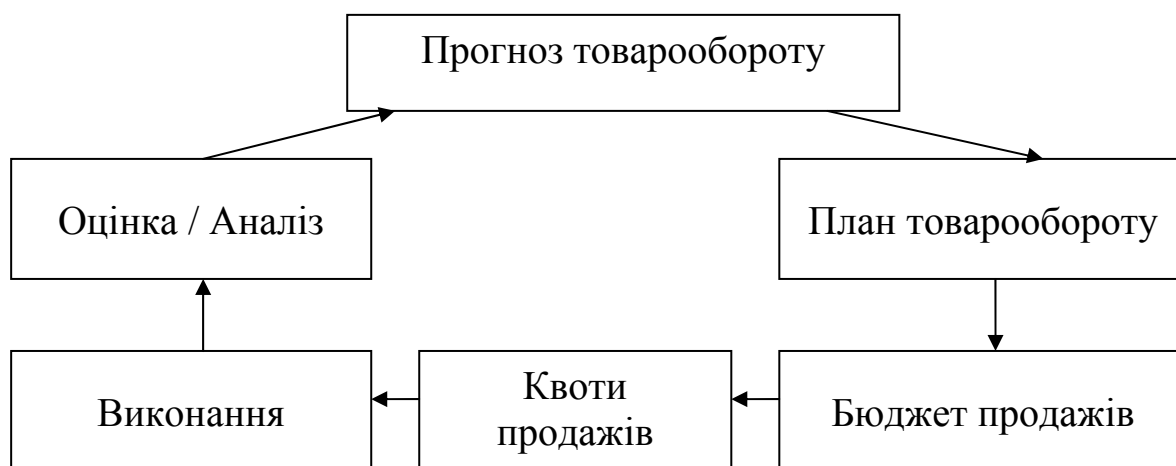 Прогноз товарообороту
Оцінка / Аналіз
План товарообороту
Виконання
Квоти
продажів
Бюджет продажів